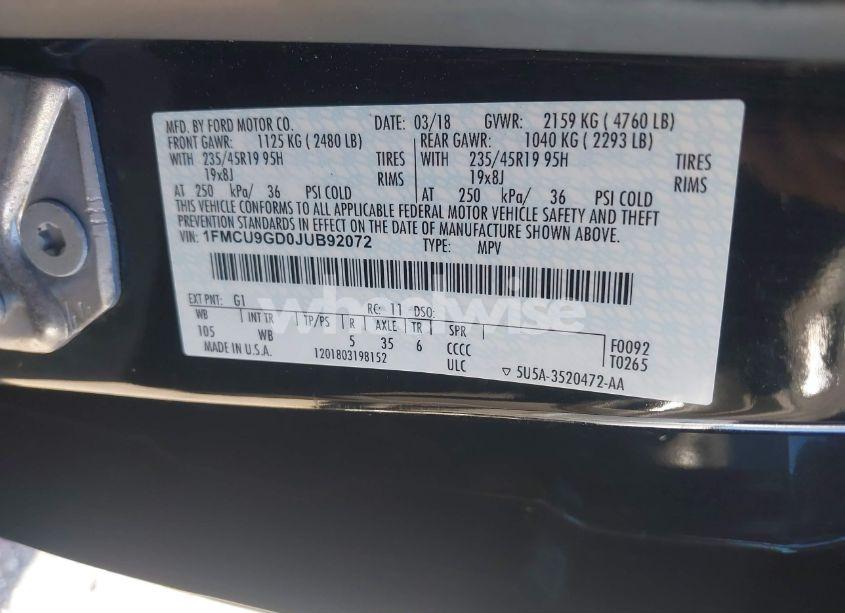 MFD. BY FORD MOTOR CO. DATE: 03/18 GVWR: 2159 KG ( 4760 LB)
FRONT GAWR: 1125 KG ( 2480 LB) REAR GAWR: 1040 KG ( 2293 LB)
WITH 235/45R19 95H TIRES WITH 235/45R19 95H TIRES
19x8J RIMS 19x8J RIMS
AT 250 kPa/ 36 PSI COLD AT 250 kPa/ 36 PSI COLD
THIS VEHICLE CONFORMS TO ALL APPLICABLE FEDERAL MOTOR VEHICLE SAFETY AND THEFT
PREVENTION STANDARDS IN EFFECT ON THE DATE OF MANUFACTURE SHOWN ABOVE.
VIN: 1FMCU9GD0JUB92072 TYPE: MPV
EXT PNT: G1 RC: 11 DSO:
WB INT TR TP/PS R AXLE TR SPR
105 WB 5 35 6 CCCC F0092
MADE IN U.S.A. 1201803198152 ULC T0265
▽ 5U5A-3520472-AA
wheelwise